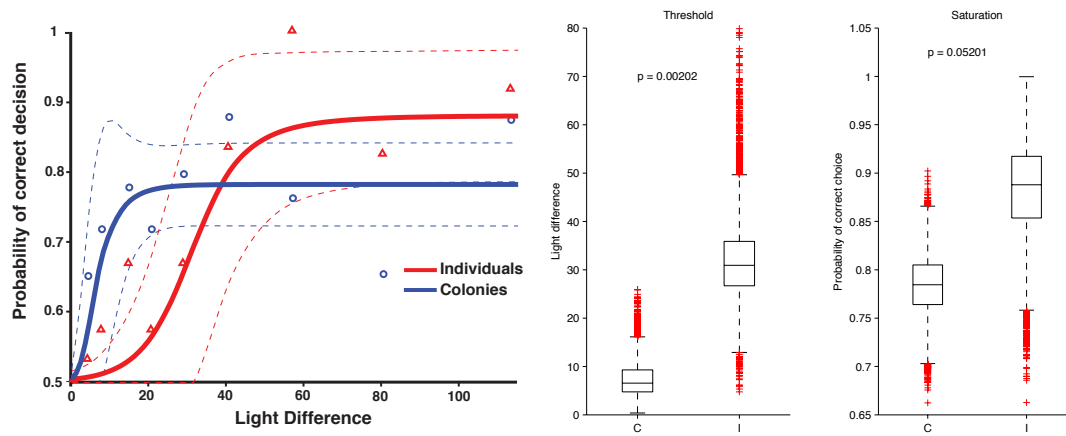 1
0.9
0.8
0.7
0.6
0.5
Probability of correct decision
0
20
40
60
80
100
Light Difference
Individuals
Colonies
Threshold
80
70
60
50
40
30
20
10
0
Light difference
p = 0.00202
C
I
Saturation
1.05
1
0.95
0.9
0.85
0.8
0.75
0.7
0.65
Probability of correct choice
p = 0.05201
C
I